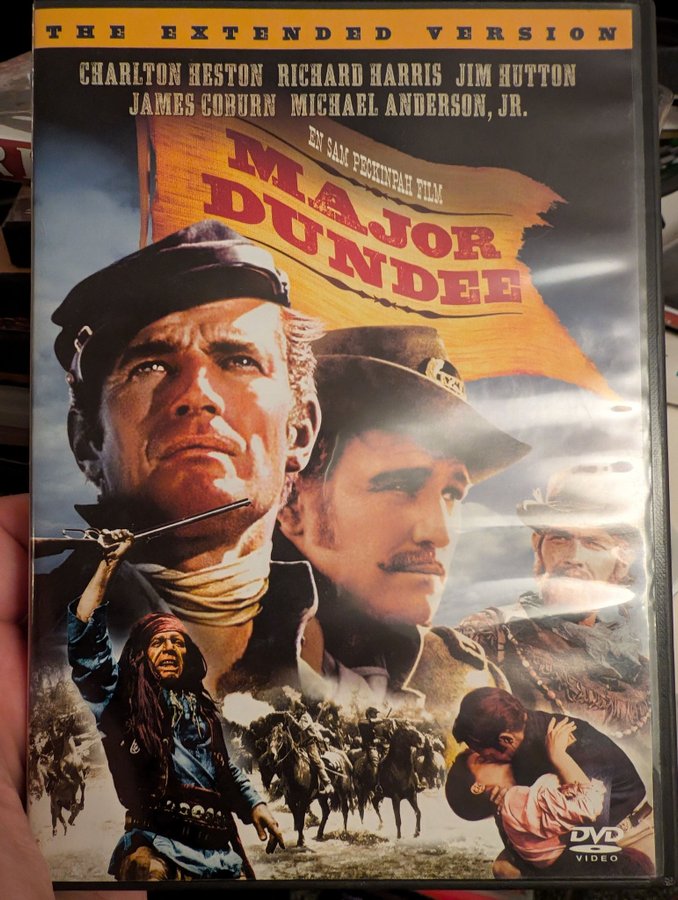 THE EXTENDED VERSION
CHARLTON HESTON RICHARD HARRIS JIM HUTTON
JAMES COBURN MICHAEL ANDERSON, JR.
EN SAM PECKINPAH FILM
MAJOR
DUNDEE
DVD
VIDEO